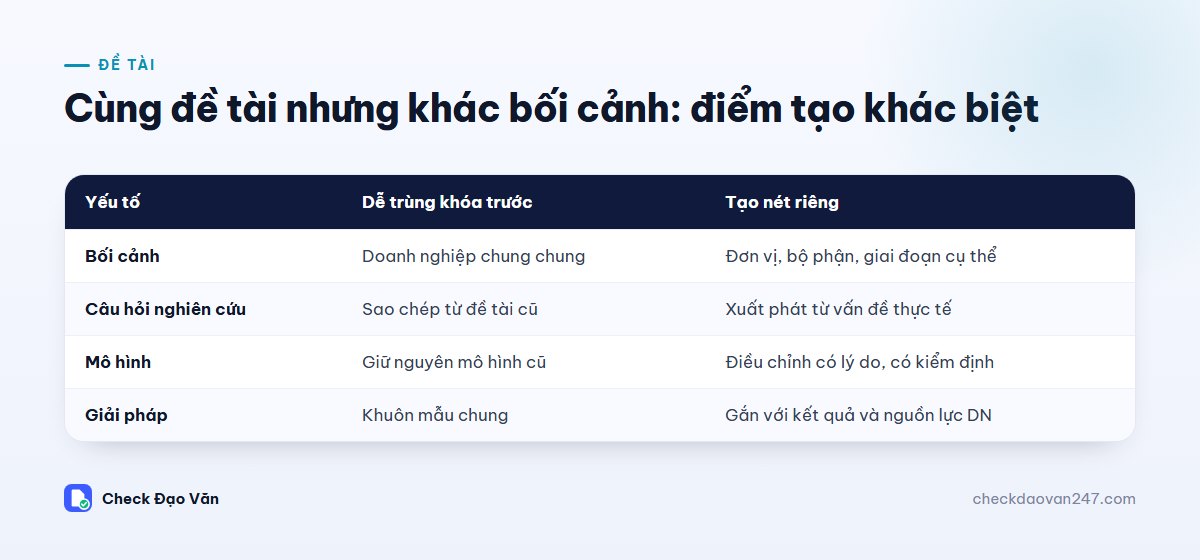 ĐỀ TÀI
Cùng đề tài nhưng khác bối cảnh: điểm tạo khác biệt
Yếu tố Dễ trùng khóa trước Tạo nét riêng
Bối cảnh Doanh nghiệp chung chung Đơn vị, bộ phận, giai đoạn cụ thể
Câu hỏi nghiên cứu Sao chép từ đề tài cũ Xuất phát từ vấn đề thực tế
Mô hình Giữ nguyên mô hình cũ Điều chỉnh có lý do, có kiểm định
Giải pháp Khuôn mẫu chung Gắn với kết quả và nguồn lực DN
Check Đạo Văn checkdaovan247.com